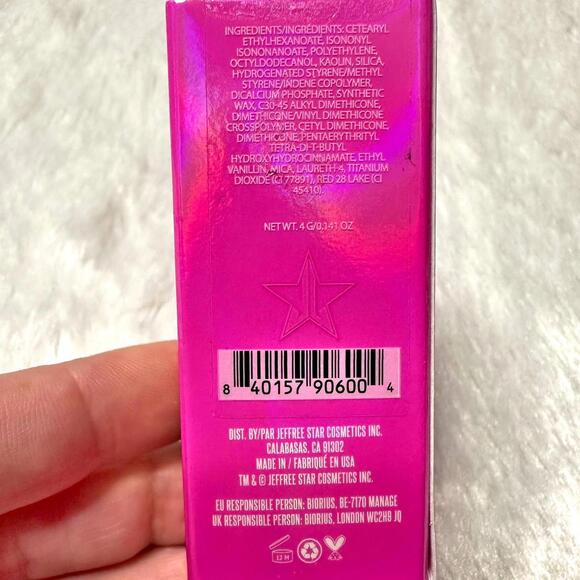 INGREDIENTS/INGRÉDIENTS: CETEARYL
ETHYLHEXANOATE, ISONONYL
ISONONANOATE, POLYETHYLENE,
OCTYLDODECANOL, KAOLIN, SILICA,
HYDROGENATED STYRENE/METHYL
STYRENE/INDENE COPOLYMER,
DICALCIUM PHOSPHATE, SYNTHETIC
WAX, C30-45 ALKYL DIMETHICONE,
DIMETHICONE/VINYL DIMETHICONE
CROSSPOLYMER, CETYL DIMETHICONE,
DIMETHICONE, PENTAERYTHRITYL
TETRA-DI-T-BUTYL
HYDROXYHYDROCINNAMATE, ETHYL
VANILLIN, MICA, LAURETH-4, TITANIUM
DIOXIDE (CI 77891), RED 28 LAKE (CI
45410).
NET WT. 4 G/0.141 OZ
8 40157 90600 4
DIST. BY/PAR JEFFREE STAR COSMETICS INC.
CALABASAS, CA 91302
MADE IN / FABRIQUÉ EN USA
TM & © JEFFREE STAR COSMETICS INC.
EU RESPONSIBLE PERSON: BIORIUS, BE-7170 MANAGE
UK RESPONSIBLE PERSON: BIORIUS, LONDON WC2H9 JQ
12 M